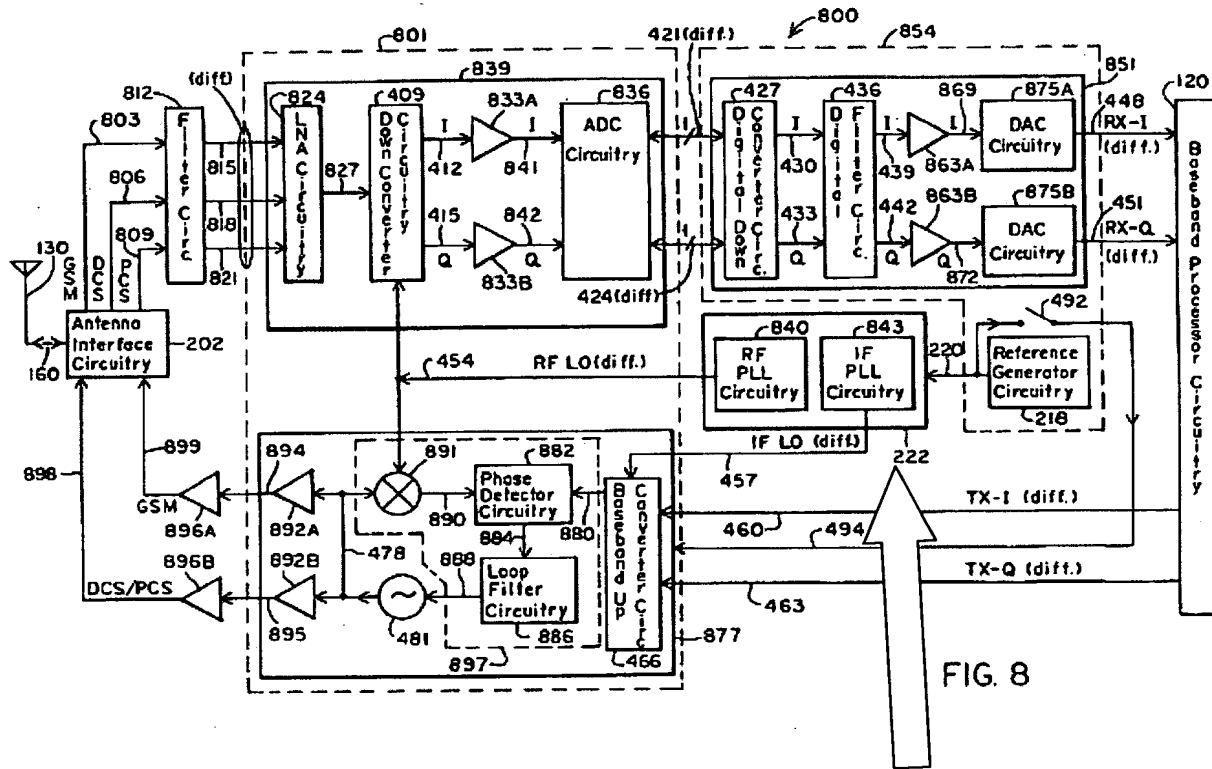 800
801
421(diff.)
854
(diff.)
839
851
812
824
409
833A
836
427
436
869
875A
120
448
803
Filter Circ.
LNA Circuitry
Down Converter Circuitry
I
I
412
841
ADC Circuitry
I
Digital Down Converter Circ.
I
430
Digital Filter Circ.
I
439
863A
DAC Circuitry
RX-I
(diff.)
815
827
806
818
415
842
433
442
863B
875B
451
809
821
Q
833B
Q
424(diff)
Q
Q
Q
872
DAC Circuitry
RX-Q
(diff.)
Baseband Processor Circuitry
130
GSM
DCS
PCS
Antenna Interface Circuitry
202
160
454
RF LO(diff.)
840
RF PLL Circuitry
843
IF PLL Circuitry
220
492
Reference Generator Circuitry
218
IF LO (diff.)
457
222
899
898
894
891
882
Phase Detector Circuitry
890
880
884
GSM
896A
892A
478
Baseband Up Converter Circ.
TX-I (diff.)
460
494
896B
892B
DCS/PCS
895
481
888
Loop Filter Circuitry
886
897
466
877
TX-Q (diff.)
463
FIG. 8